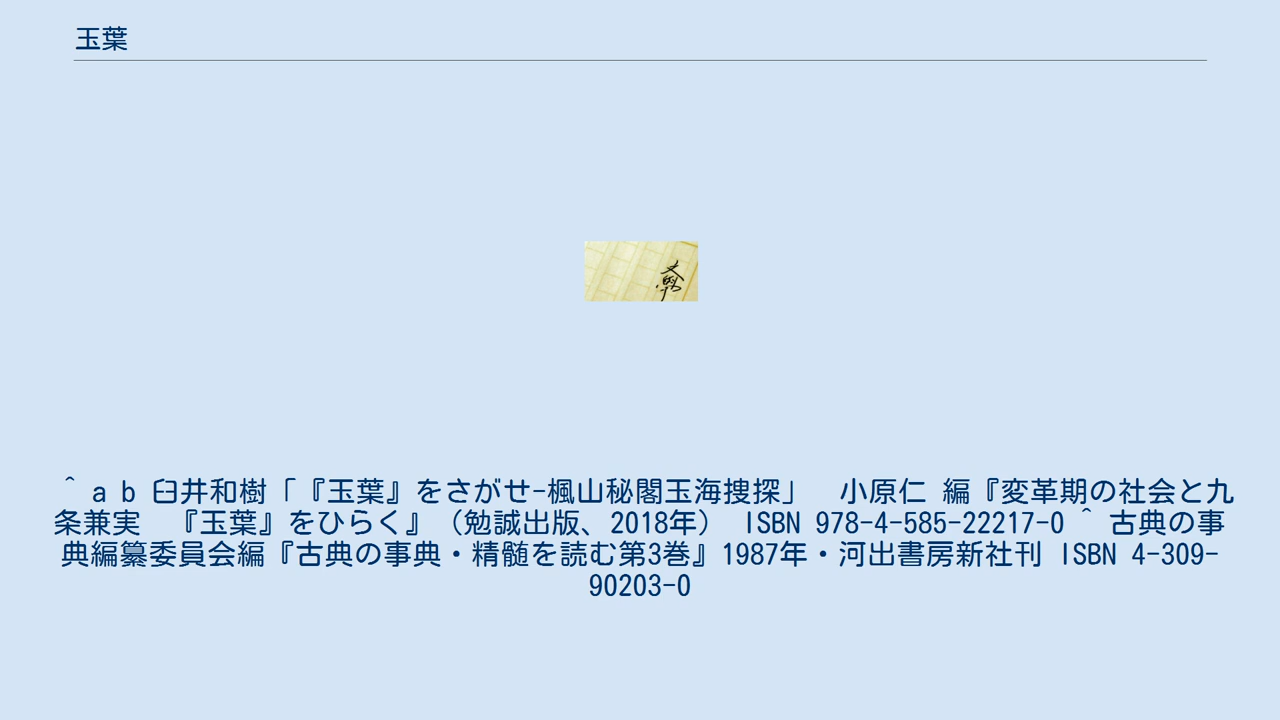 玉葉
^ a b 臼井和樹「『玉葉』をさがせ-楓山秘閣玉海捜探」　小原仁 編『変革期の社会と九
条兼実　『玉葉』をひらく』（勉誠出版、2018年） ISBN 978-4-585-22217-0 ^ 古典の事
典編纂委員会編『古典の事典・精髄を読む第3巻』1987年・河出書房新社刊 ISBN 4-309-
90203-0